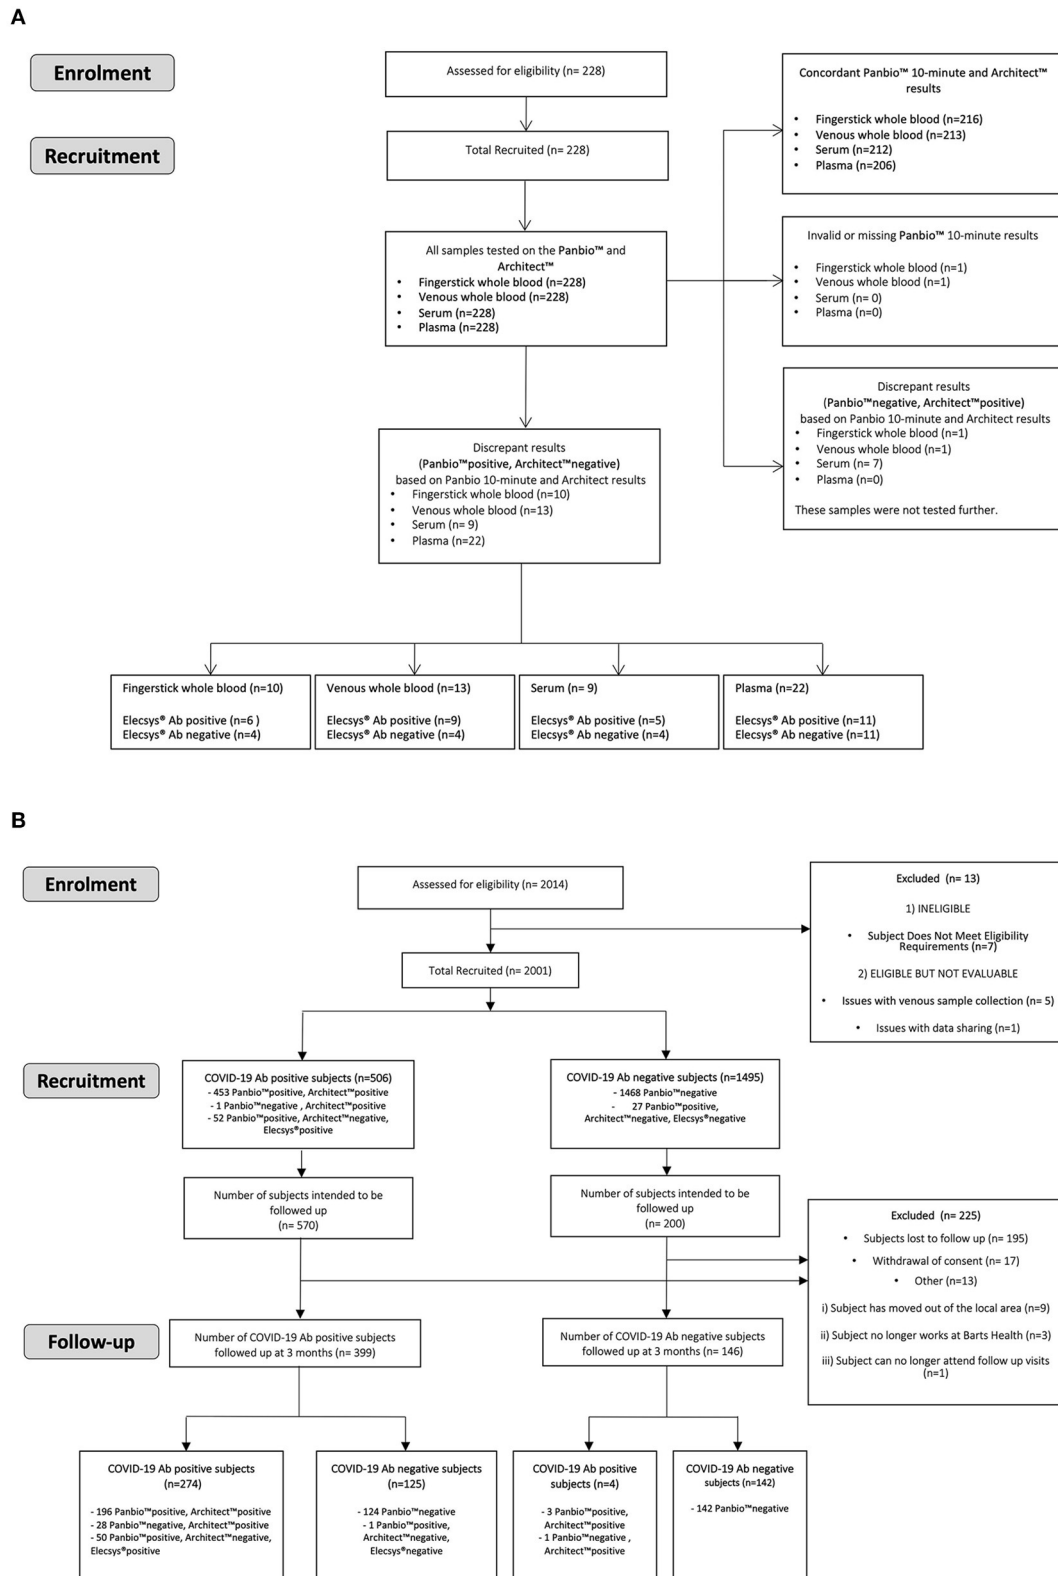 A
Enrolment
Assessed for eligibility (n= 228)
Recruitment
Total Recruited (n= 228)
All samples tested on the Panbio™ and
Architect™
• Fingerstick whole blood (n=228)
• Venous whole blood (n=228)
• Serum (n=228)
• Plasma (n=228)
Concordant Panbio™ 10-minute and Architect™
results
• Fingerstick whole blood (n=216)
• Venous whole blood (n=213)
• Serum (n=212)
• Plasma (n=206)
Invalid or missing Panbio™ 10-minute results
• Fingerstick whole blood (n=1)
• Venous whole blood (n=1)
• Serum (n= 0)
• Plasma (n=0)
Discrepant results
(Panbio™negative, Architect™positive)
based on Panbio 10-minute and Architect results
• Fingerstick whole blood (n=1)
• Venous whole blood (n=1)
• Serum (n= 7)
• Plasma (n=0)
These samples were not tested further.
Discrepant results
(Panbio™positive, Architect™negative)
based on Panbio 10-minute and Architect results
• Fingerstick whole blood (n=10)
• Venous whole blood (n=13)
• Serum (n= 9)
• Plasma (n=22)
Fingerstick whole blood (n=10)
Elecsys® Ab positive (n=6 )
Elecsys® Ab negative (n=4)
Venous whole blood (n=13)
Elecsys® Ab positive (n=9)
Elecsys® Ab negative (n=4)
Serum (n= 9)
Elecsys® Ab positive (n=5)
Elecsys® Ab negative (n=4)
Plasma (n=22)
Elecsys® Ab positive (n=11)
Elecsys® Ab negative (n=11)
B
Enrolment
Assessed for eligibility (n= 2014)
Excluded (n= 13)
1) INELIGIBLE
• Subject Does Not Meet Eligibility
Requirements (n=7)
2) ELIGIBLE BUT NOT EVALUABLE
• Issues with venous sample collection (n= 5)
• Issues with data sharing (n=1)
Total Recruited (n= 2001)
Recruitment
COVID-19 Ab positive subjects (n=506)
- 453 Panbio™positive, Architect™positive
- 1 Panbio™negative , Architect™positive
- 52 Panbio™positive, Architect™negative,
Elecsys®positive
COVID-19 Ab negative subjects (n=1495)
- 1468 Panbio™negative
- 27 Panbio™positive,
Architect™negative, Elecsys®negative
Number of subjects intended to be
followed up
(n= 570)
Number of subjects intended to be
followed up
(n= 200)
Excluded (n= 225)
• Subjects lost to follow up (n= 195)
• Withdrawal of consent (n= 17)
• Other (n=13)
i) Subject has moved out of the local area (n=9)
ii) Subject no longer works at Barts Health (n=3)
iii) Subject can no longer attend follow up visits
(n=1)
Follow-up
Number of COVID-19 Ab positive subjects
followed up at 3 months (n= 399)
Number of COVID-19 Ab negative subjects
followed up at 3 months (n= 146)
COVID-19 Ab positive subjects
(n=274)
- 196 Panbio™positive, Architect™positive
- 28 Panbio™negative, Architect™positive
- 50 Panbio™positive, Architect™negative,
Elecsys®positive
COVID-19 Ab negative subjects
(n=125)
- 124 Panbio™negative
- 1 Panbio™positive,
Architect™negative,
Elecsys®negative
COVID-19 Ab positive
subjects (n=4)
- 3 Panbio™positive,
Architect™positive
- 1 Panbio™negative ,
Architect™positive
COVID-19 Ab negative
subjects (n=142)
- 142 Panbio™negative